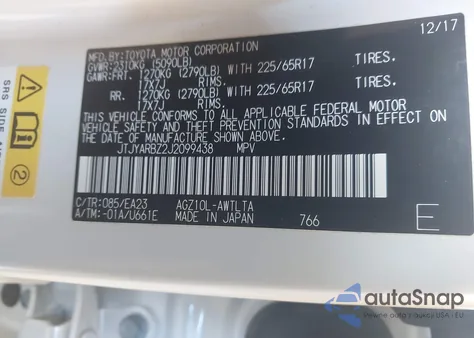 12/17
MFD.BY:TOYOTA MOTOR CORPORATION
GVWR:2310KG (5090LB)
GAWR:FRT. 1270KG (2790LB) WITH 225/65R17 TIRES.
17X7J RIMS.
RR. 1270KG (2790LB) WITH 225/65R17 TIRES.
17X7J RIMS.
THIS VEHICLE CONFORMS TO ALL APPLICABLE FEDERAL MOTOR
VEHICLE SAFETY AND THEFT PREVENTION STANDARDS IN EFFECT
ON THE DATE OF MANUFACTURE SHOWN ABOVE.
JTJYARBZ2J2099438 MPV
C/TR:085/EA23 AGZ10L-AWTLTA
A/TM:-01A/U661E MADE IN JAPAN 766 E
SRS SIDE
2
autoSnap